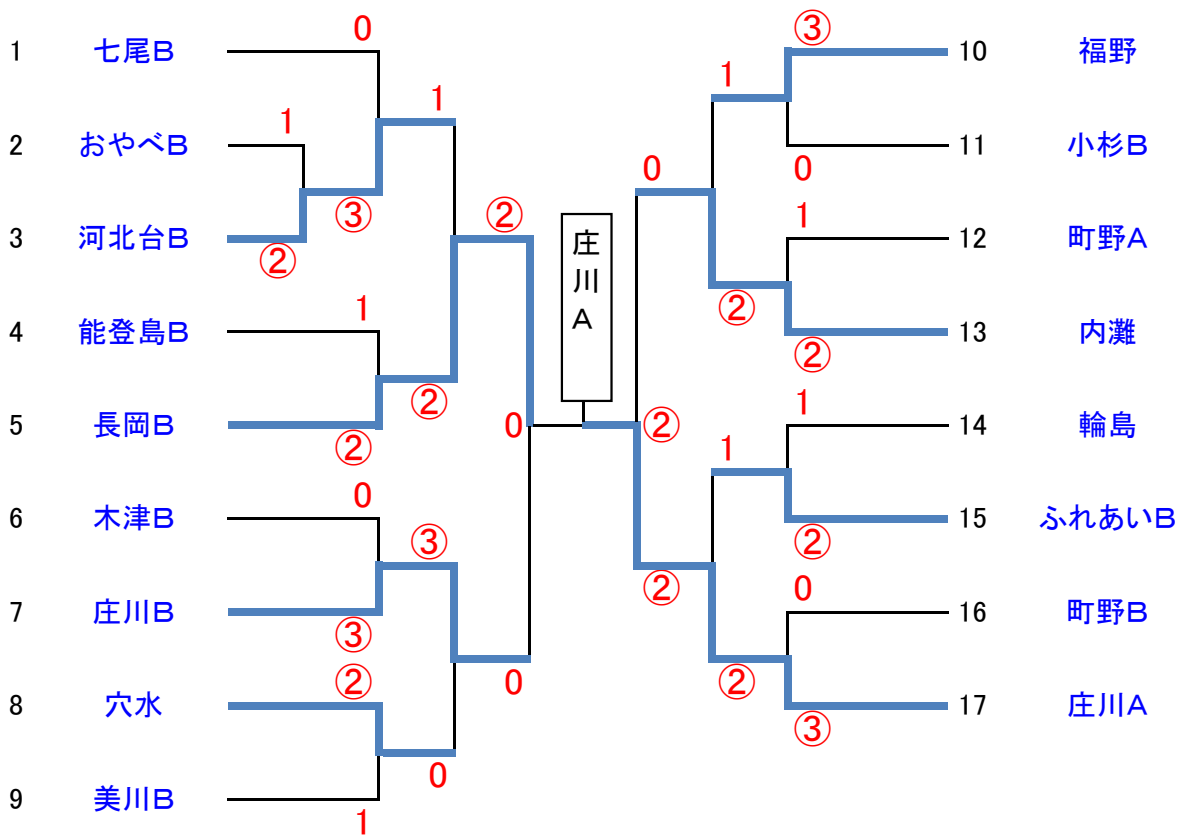 0
1 七尾B
1
1
2 おやべB
③
②
3 河北台B
②
1
4 能登島B
②
5 長岡B
②
0
0
6 木津B
③
7 庄川B
③
②
0
8 穴水
0
9 美川B
1
庄川A
③
10 福野
1
11 小杉B
0
0
1
12 町野A
②
13 内灘
②
1
14 輪島
②
1
15 ふれあいB
②
②
0
16 町野B
②
17 庄川A
③